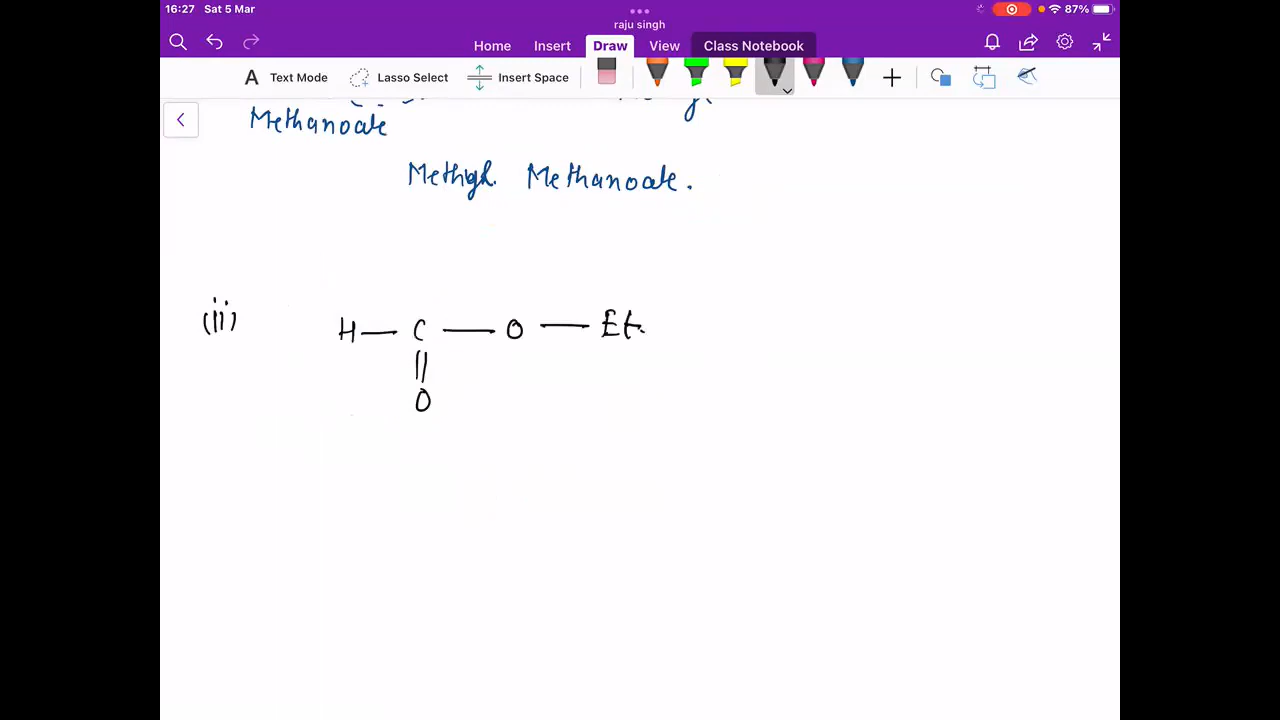 16:27 Sat 5 Mar 87%
raju singh
Home Insert Draw View Class Notebook
A Text Mode Lasso Select Insert Space
Methanoate
Methyl Methanoate.
(ii) H — C — O — Et.
||
O